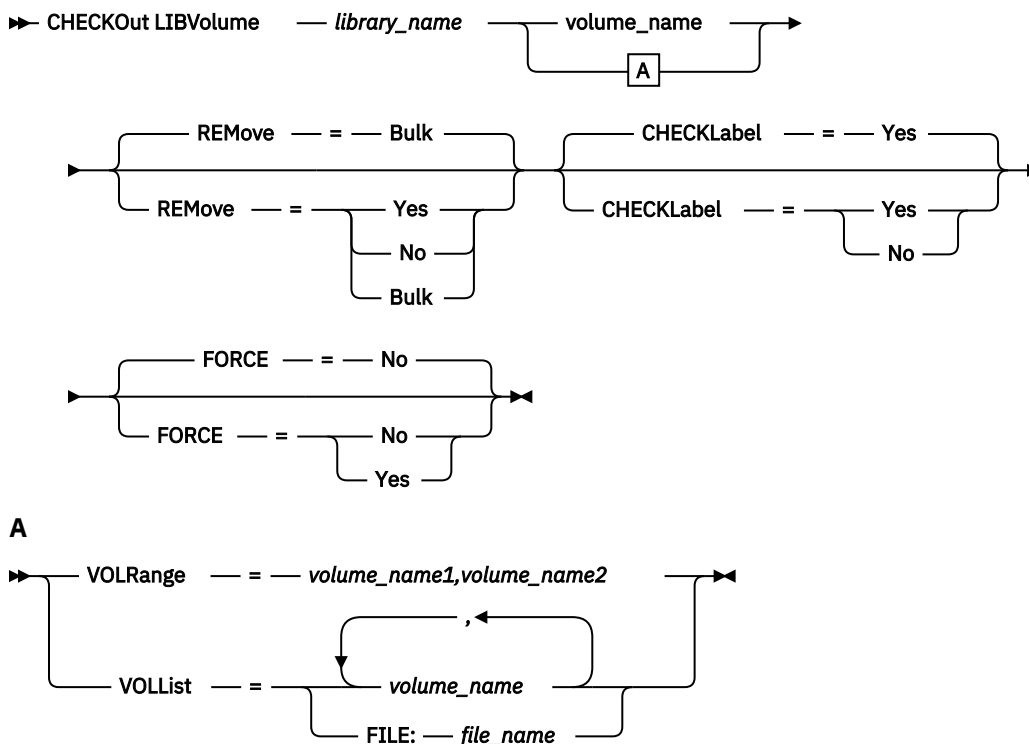 CHECKOut LIBVolume library_name volume_name
A
REMove = Bulk CHECKLabel = Yes
REMove = Yes CHECKLabel = Yes
No No
Bulk
FORCE = No
FORCE = No
Yes
A
VOLRange = volume_name1,volume_name2
,
VOLList = volume_name
FILE: file_name